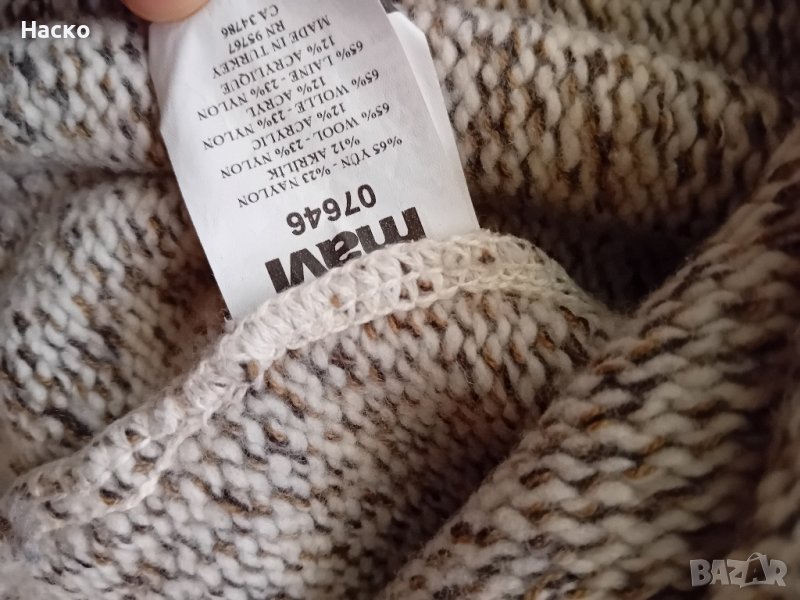 Наско
mavi
07646
%65 YÜN - %23 NAYLON
%12 AKRİLİK
65% WOOL - 23% NYLON
12% ACRYLIC
65% WOLLE - 23% NYLON
12% ACRYL
65% LAINE - 23% NYLON
12% ACRYLIQUE
MADE IN TURKEY
RN 95767
CA 34786
BAZAR